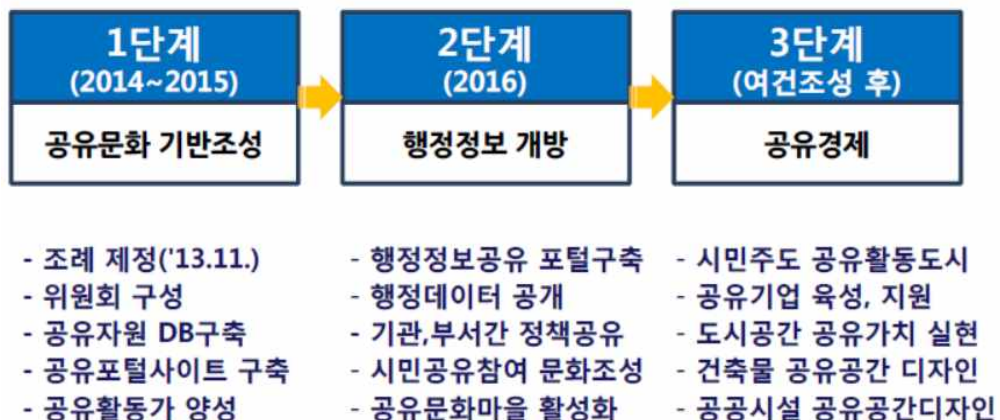 1단계
(2014~2015)
공유문화 기반조성
2단계
(2016)
행정정보 개방
3단계
(여건조성 후)
공유경제
- 조례 제정('13.11.)
- 위원회 구성
- 공유자원 DB구축
- 공유포털사이트 구축
- 공유활동가 양성
- 행정정보공유 포털구축
- 행정데이터 공개
- 기관,부서간 정책공유
- 시민공유참여 문화조성
- 공유문화마을 활성화
- 시민주도 공유활동도시
- 공유기업 육성, 지원
- 도시공간 공유가치 실현
- 건축물 공유공간 디자인
- 공공시설 공유공간디자인